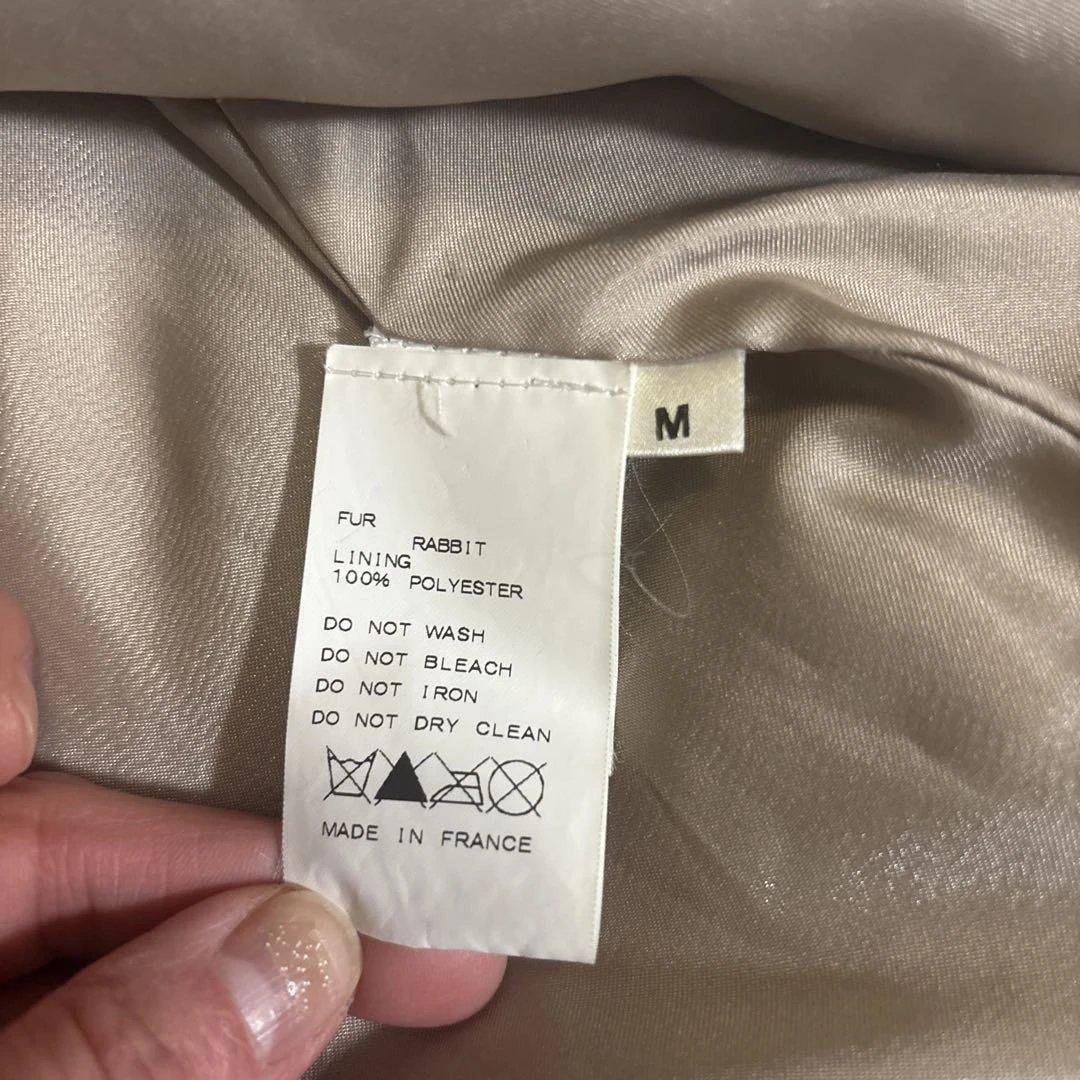 M
FUR
RABBIT
LINING
100% POLYESTER
DO NOT WASH
DO NOT BLEACH
DO NOT IRON
DO NOT DRY CLEAN
MADE IN FRANCE